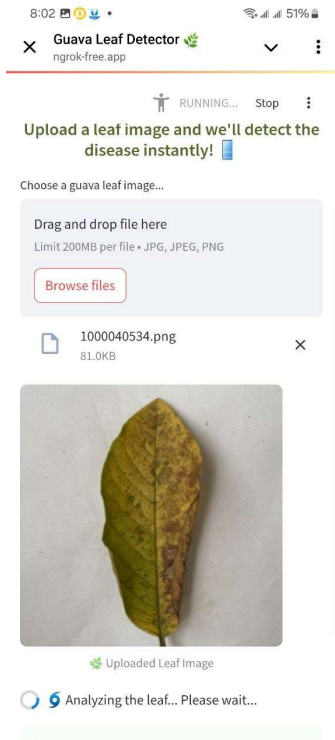 8:02 51%
Guava Leaf Detector 🌿
ngrok-free.app
RUNNING... Stop
Upload a leaf image and we'll detect the
disease instantly!
Choose a guava leaf image...
Drag and drop file here
Limit 200MB per file • JPG, JPEG, PNG
Browse files
1000040534.png
81.0KB
🌿 Uploaded Leaf Image
🌀 Analyzing the leaf... Please wait...